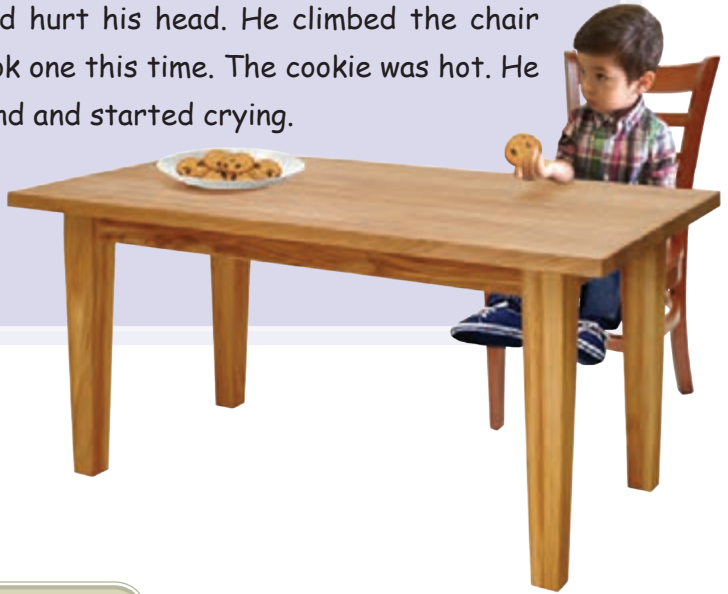 hurt his head. He climbed the chair
one this time. The cookie was hot. He
and started crying.